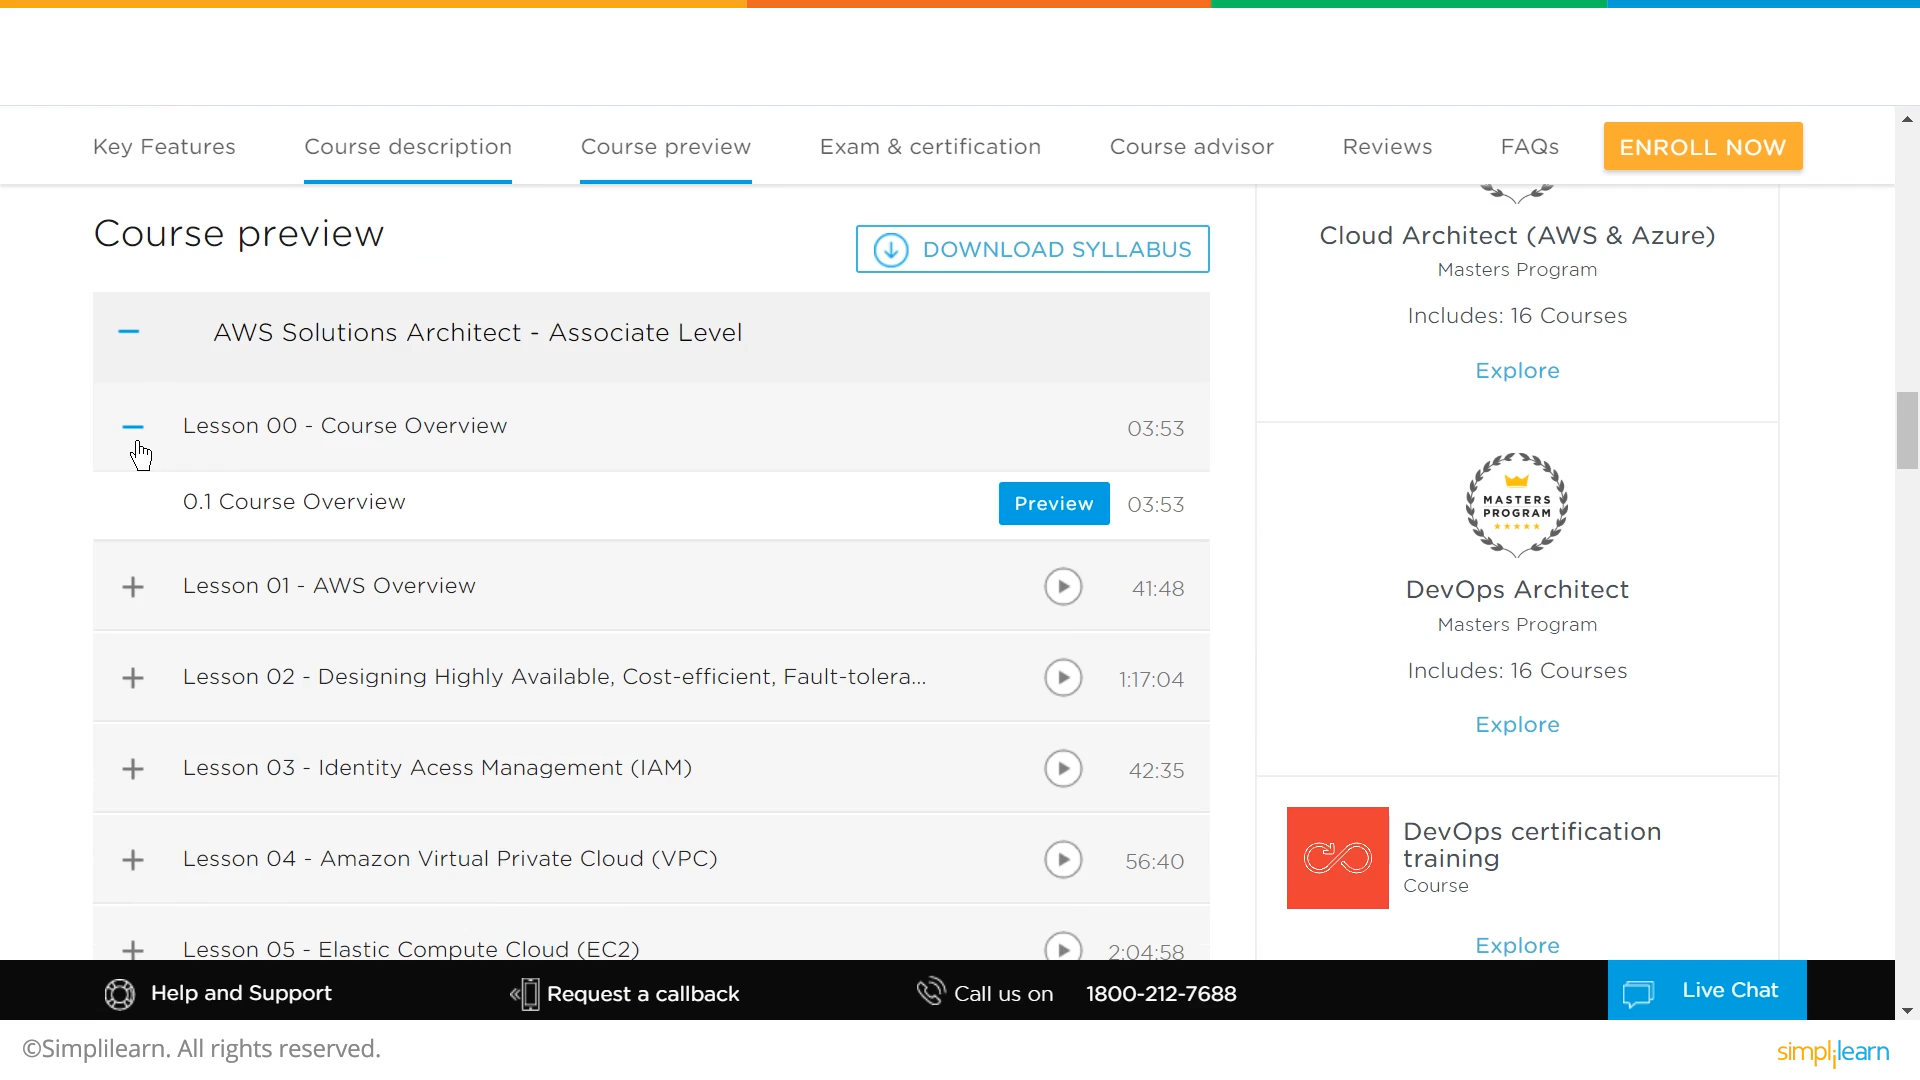 Key Features
Course description
Course preview
Exam & certification
Course advisor
Reviews
FAQs
ENROLL NOW
Course preview
DOWNLOAD SYLLABUS
AWS Solutions Architect - Associate Level
Lesson 00 - Course Overview
03:53
0.1 Course Overview
Preview
03:53
Lesson 01 - AWS Overview
41:48
Lesson 02 - Designing Highly Available, Cost-efficient, Fault-tolera...
1:17:04
Lesson 03 - Identity Acess Management (IAM)
42:35
Lesson 04 - Amazon Virtual Private Cloud (VPC)
56:40
Lesson 05 - Elastic Compute Cloud (EC2)
2:04:58
Cloud Architect (AWS & Azure)
Masters Program
Includes: 16 Courses
Explore
MASTERS
PROGRAM
DevOps Architect
Masters Program
Includes: 16 Courses
Explore
DevOps certification
training
Course
Explore
Help and Support
Request a callback
Call us on 1800-212-7688
Live Chat
©Simplilearn. All rights reserved.
simplilearn